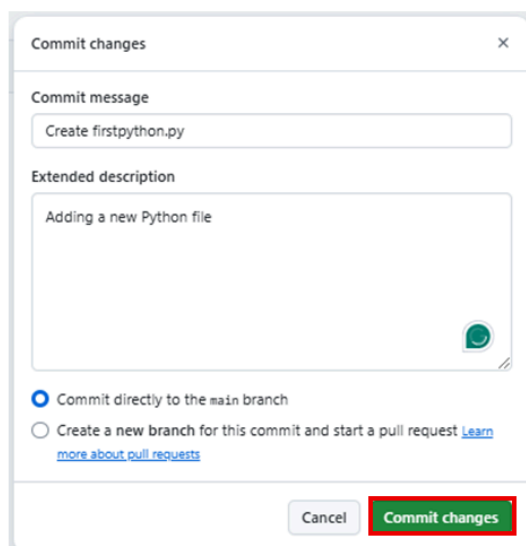 Commit changes
Commit message
Create firstpython.py
Extended description
Adding a new Python file
Commit directly to the main branch
Create a new branch for this commit and start a pull request Learn
more about pull requests
Cancel
Commit changes